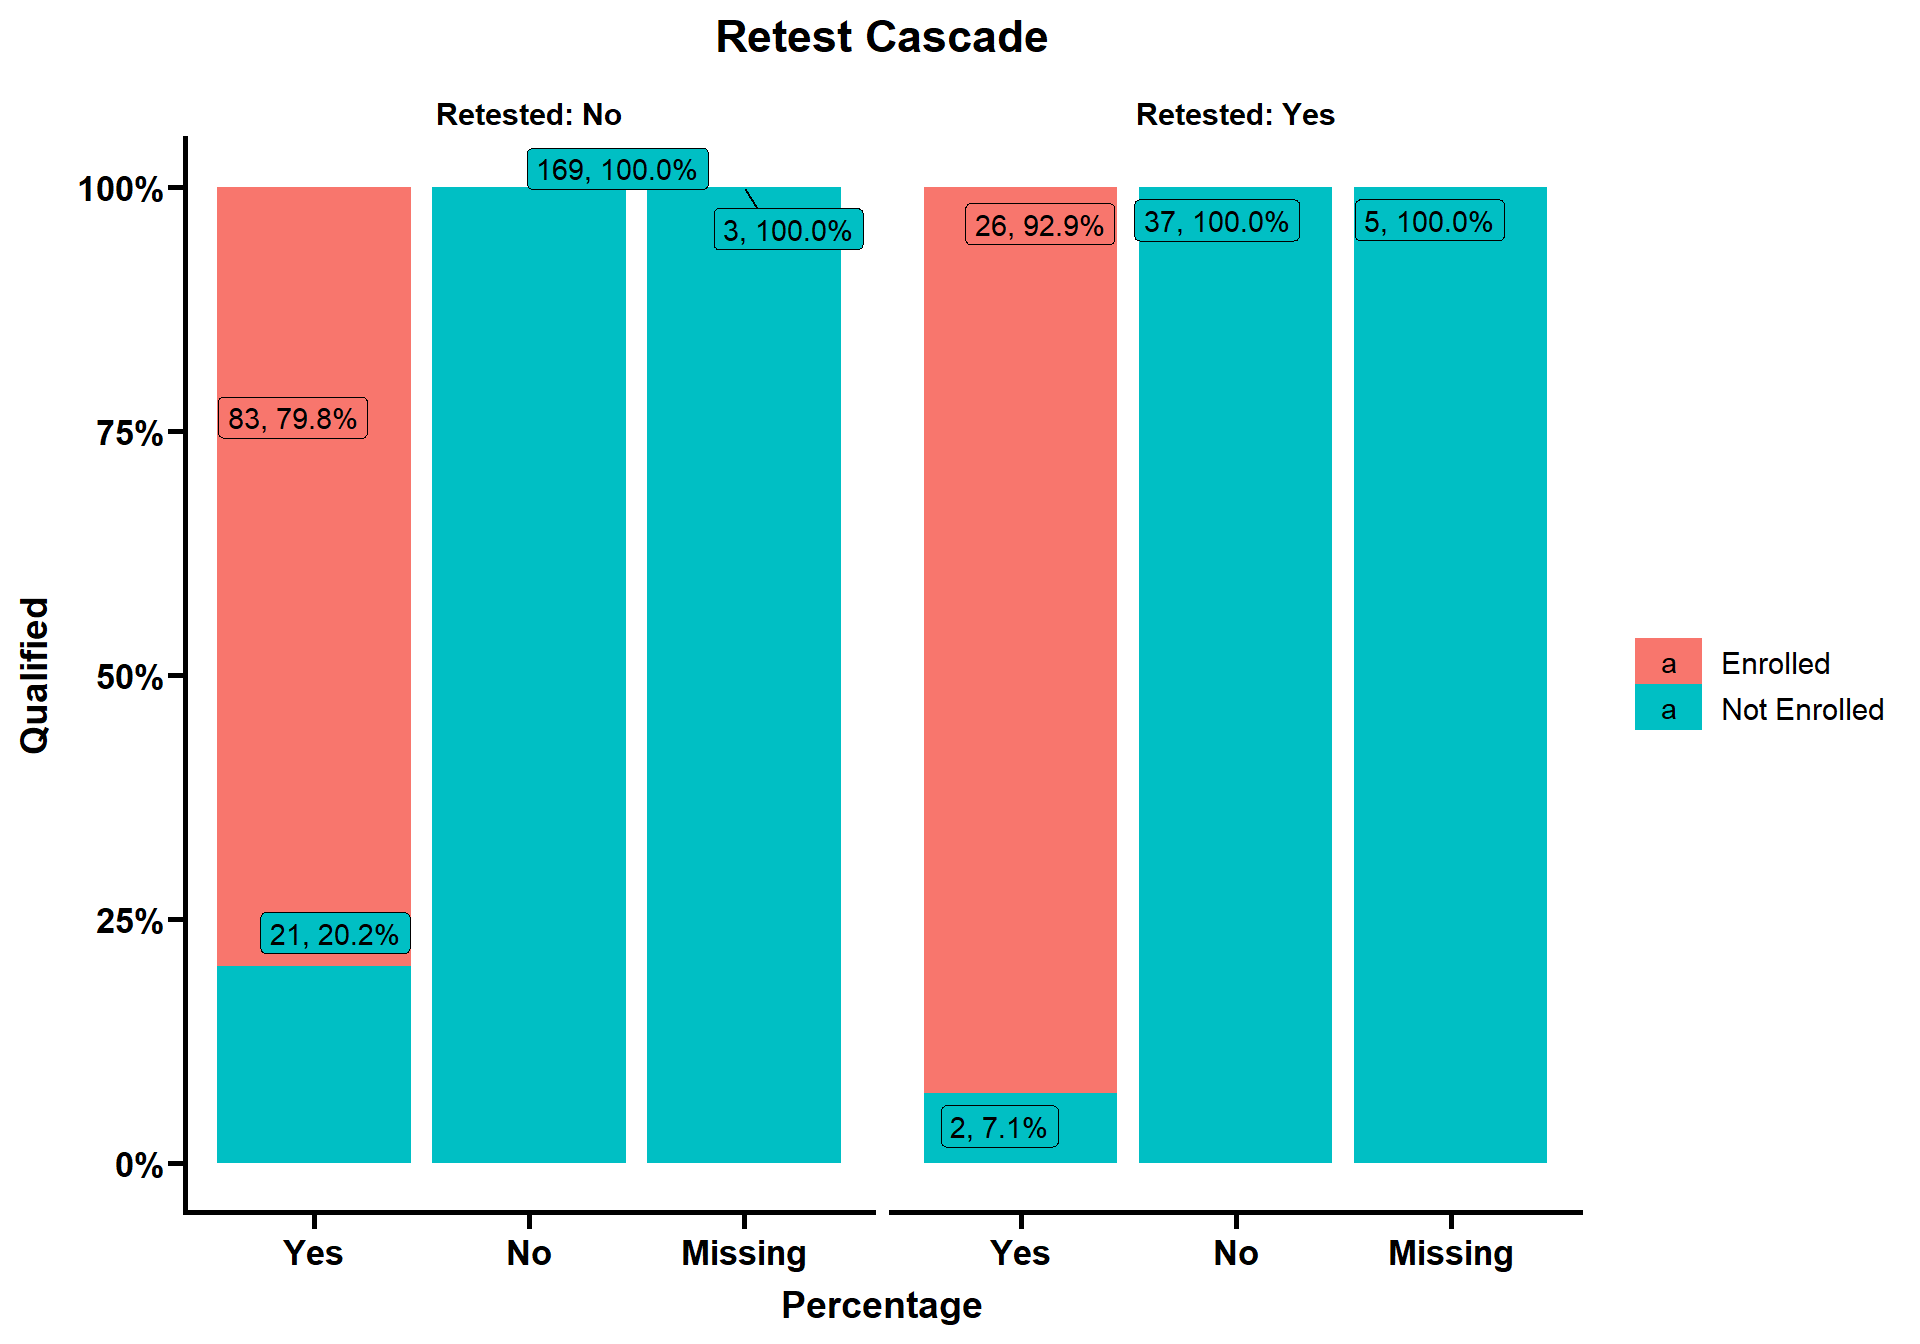 Retest Cascade
Retested: No
Retested: Yes
100%
75%
50%
25%
0%
Qualified
169, 100.0%
3, 100.0%
83, 79.8%
21, 20.2%
26, 92.9%
37, 100.0%
5, 100.0%
2, 7.1%
a Enrolled
a Not Enrolled
Yes No Missing
Yes No Missing
Percentage